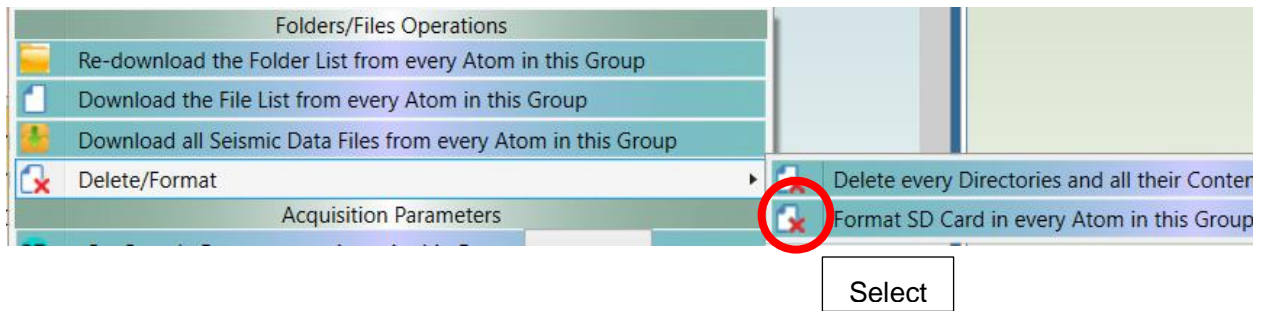 Folders/Files Operations
Re-download the Folder List from every Atom in this Group
Download the File List from every Atom in this Group
Download all Seismic Data Files from every Atom in this Group
Delete/Format
Delete every Directories and all their Conter
Acquisition Parameters
Format SD Card in every Atom in this Group
Select